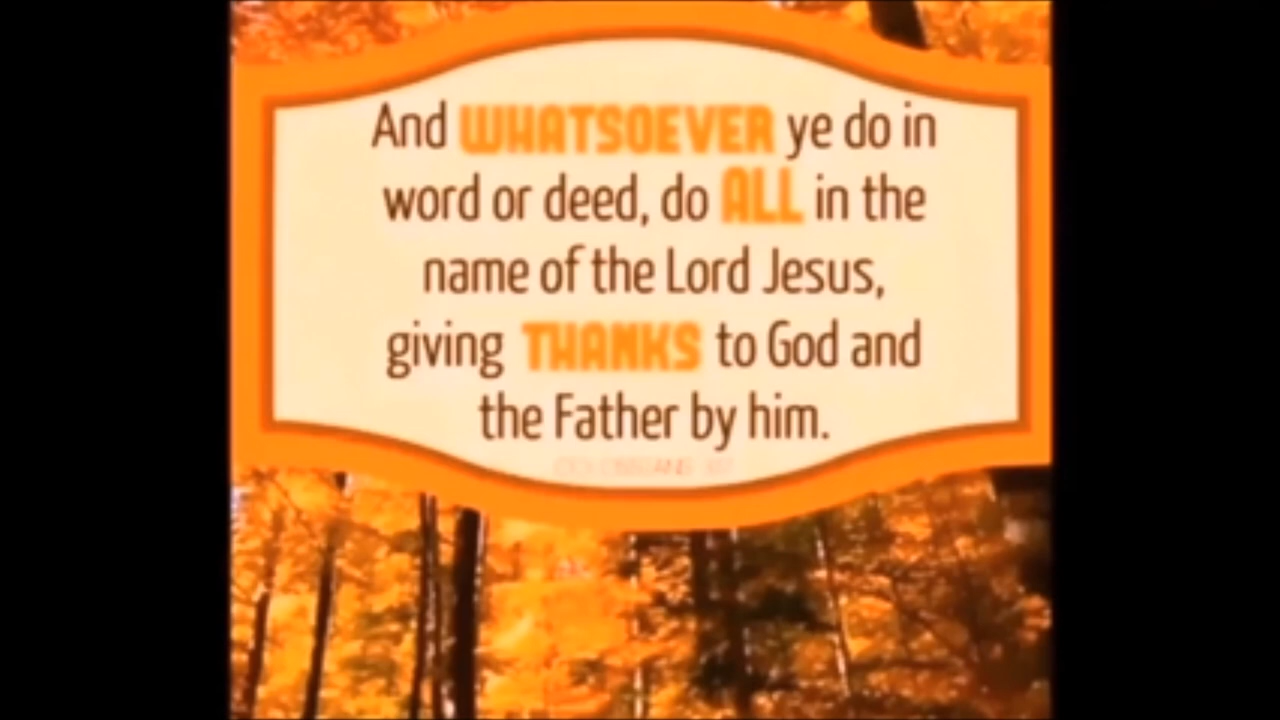 And WHATSOEVER ye do in
word or deed, do ALL in the
name of the Lord Jesus,
giving THANKS to God and
the Father by him.